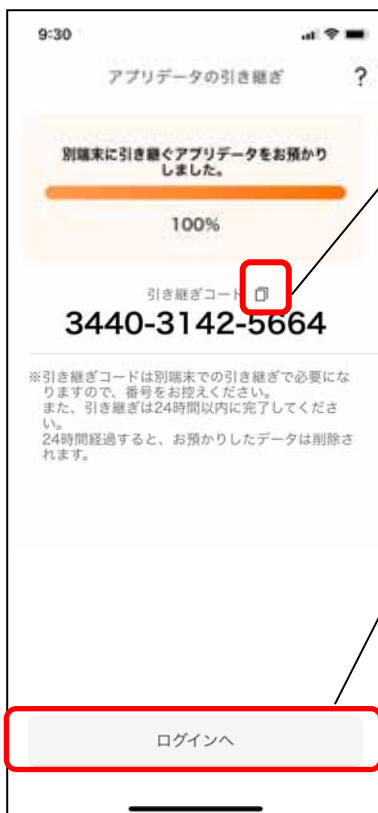 9:30
アプリデータの引き継ぎ ?
別端末に引き継ぐアプリデータをお預かり
しました。
100%
引き継ぎコード
3440-3142-5664
※引き継ぎコードは別端末での引き継ぎで必要にな
りますので、番号をお控えください。
また、引き継ぎは24時間以内に完了してくださ
い。
24時間経過すると、お預かりしたデータは削除さ
れます。
ログインへ